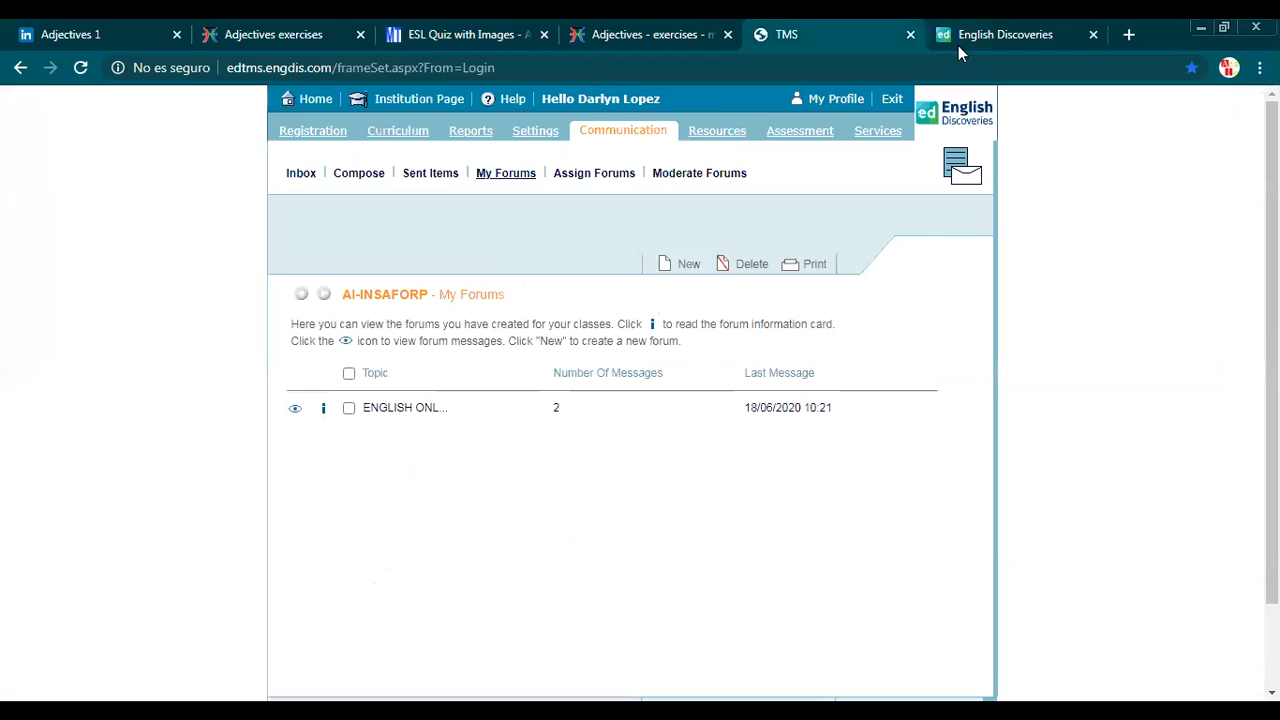 Adjectives 1
Adjectives exercises
ESL Quiz with Images - A
Adjectives - exercises - m
TMS
English Discoveries
No es seguro
edtms.engdis.com/frameSet.aspx?From=Login
Home
Institution Page
Help
Hello Darlyn Lopez
My Profile
Exit
ed English Discoveries
Registration
Curriculum
Reports
Settings
Communication
Resources
Assessment
Services
Inbox
Compose
Sent Items
My Forums
Assign Forums
Moderate Forums
New
Delete
Print
AI-INSAFORP - My Forums
Here you can view the forums you have created for your classes. Click i to read the forum information card.
Click the icon to view forum messages. Click "New" to create a new forum.
Topic
Number Of Messages
Last Message
ENGLISH ONL...
2
18/06/2020 10:21